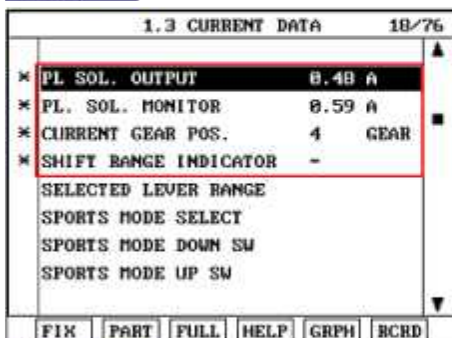 1.3 CURRENT DATA 18/76
* PL SOL. OUTPUT 0.48 A
* PL. SOL. MONITOR 0.59 A
* CURRENT GEAR POS. 4 GEAR
* SHIFT RANGE INDICATOR -
SELECTED LEVER RANGE
SPORTS MODE SELECT
SPORTS MODE DOWN SW
SPORTS MODE UP SW
FIX PART FULL HELP GRPH RCRD